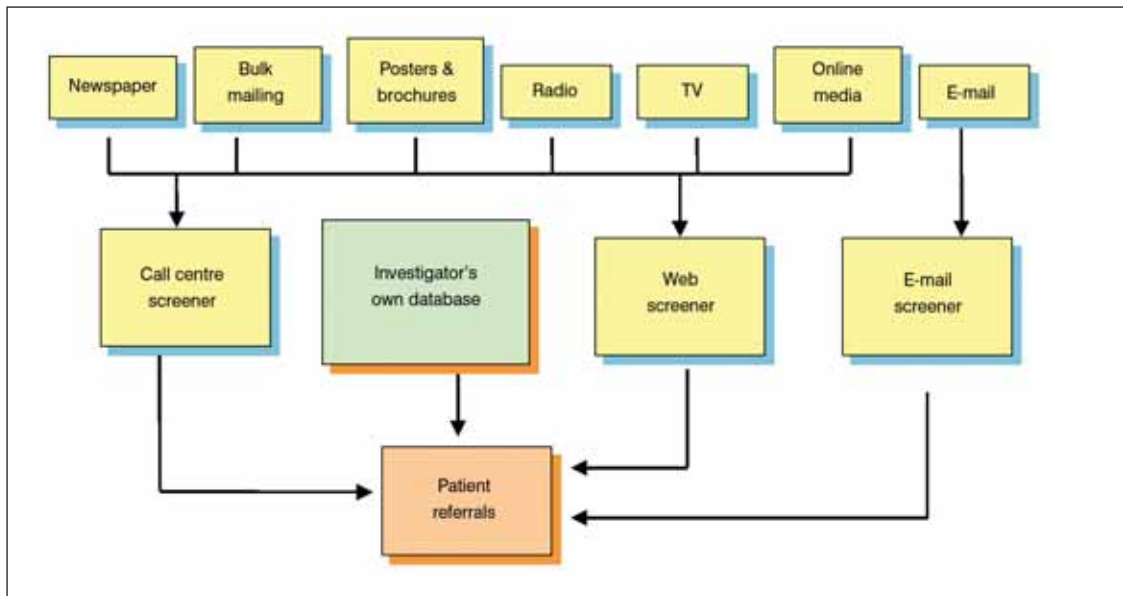 Newspaper
Bulk
mailing
Posters &
brochures
Radio
TV
Online
media
E-mail
Call centre
screener
Investigator's
own database
Web
screener
E-mail
screener
Patient
referrals